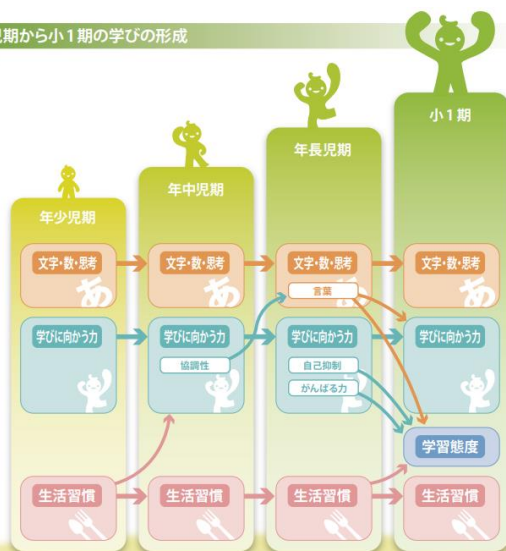 児期から小1期の学びの形成
小1期
年長児期
年中児期
年少児期
文字・数・思考
あ
文字・数・思考
あ
文字・数・思考
あ
言葉
文字・数・思考
あ
学びに向かう力
学びに向かう力
協調性
学びに向かう力
自己抑制
がんばる力
学びに向かう力
学習態度
生活習慣
生活習慣
生活習慣
生活習慣